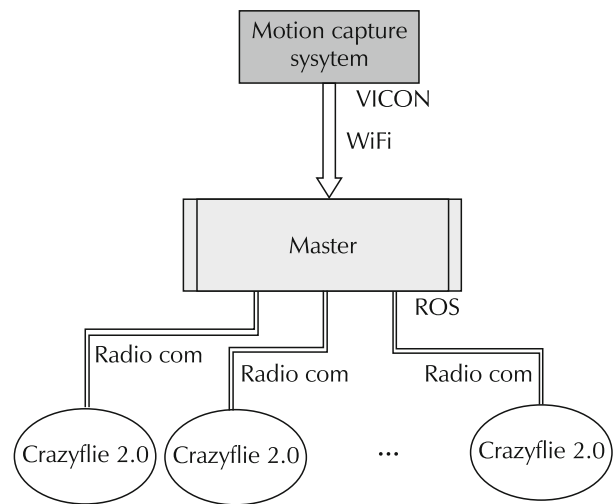 Motion capture
sysytem
VICON
WiFi
Master
ROS
Radio com
Radio com
Radio com
Crazyflie 2.0
Crazyflie 2.0
...
Crazyflie 2.0